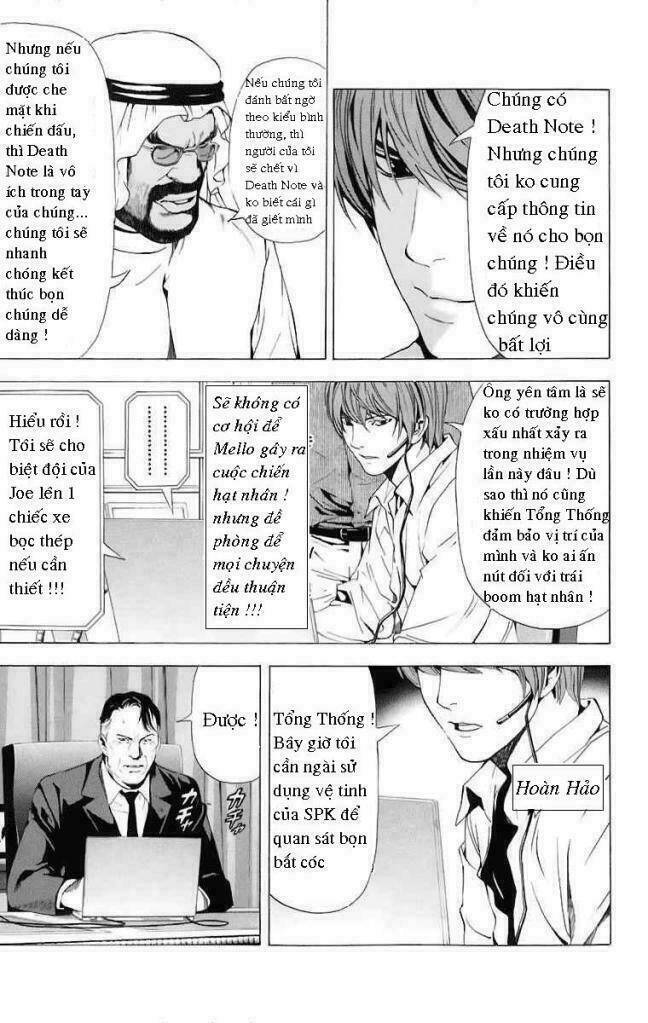 Chúng có
Death Note !
Nhưng chúng
tôi ko cung
cấp thông tin
về nó cho bọn
chúng ! Điều
đó khiến
chúng vô cùng
bất lợi
Nếu chúng tôi
đánh bất ngờ
theo kiểu bình
thường, thì
người của tôi
sẽ chết vì
Death Note và
ko biết cái gì
đã giết mình
Nhưng nếu
chúng tôi
được che
mặt khi
chiến đấu,
thì Death
Note là vô
ích trong tay
của chúng...
chúng tôi sẽ
nhanh
chóng kết
thúc bọn
chúng dễ
dàng !
Ông yên tâm là sẽ
ko có trường hợp
xấu nhất xảy ra
trong nhiệm vụ
lần này đâu ! Dù
sao thì nó cũng
khiến Tổng Thống
đảm bảo vị trí của
mình và ko ai ấn
nút đối với trái
boom hạt nhân !
Sẽ không có
cơ hội để
Mello gây ra
cuộc chiến
hạt nhân !
nhưng đề
phòng để
mọi chuyện
đều thuận
tiện !!!
Hiểu rồi !
Tôi sẽ cho
biệt đội của
Joe lên 1
chiếc xe
bọc thép
nếu cần
thiết !!!
Hoàn Hảo
Tổng Thống !
Bây giờ tôi
cần ngài sử
dụng vệ tinh
của SPK để
quan sát bọn
bắt cóc
Được !
カチャ
カチャ